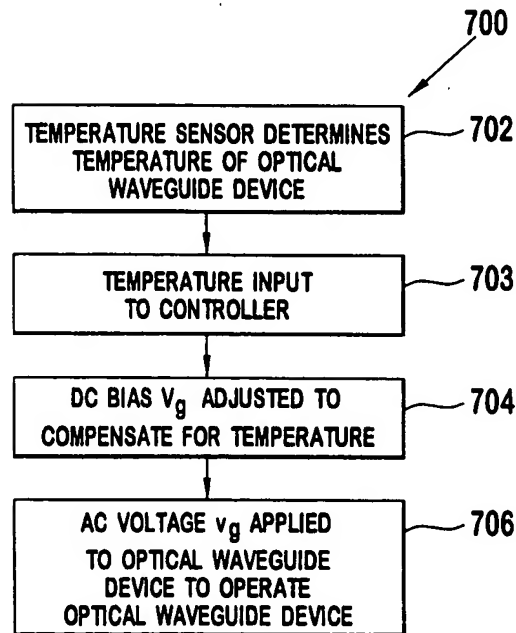 700
TEMPERATURE SENSOR DETERMINES
TEMPERATURE OF OPTICAL
WAVEGUIDE DEVICE
702
TEMPERATURE INPUT
TO CONTROLLER
703
DC BIAS Vg ADJUSTED TO
COMPENSATE FOR TEMPERATURE
704
AC VOLTAGE vg APPLIED
TO OPTICAL WAVEGUIDE
DEVICE TO OPERATE
OPTICAL WAVEGUIDE DEVICE
706